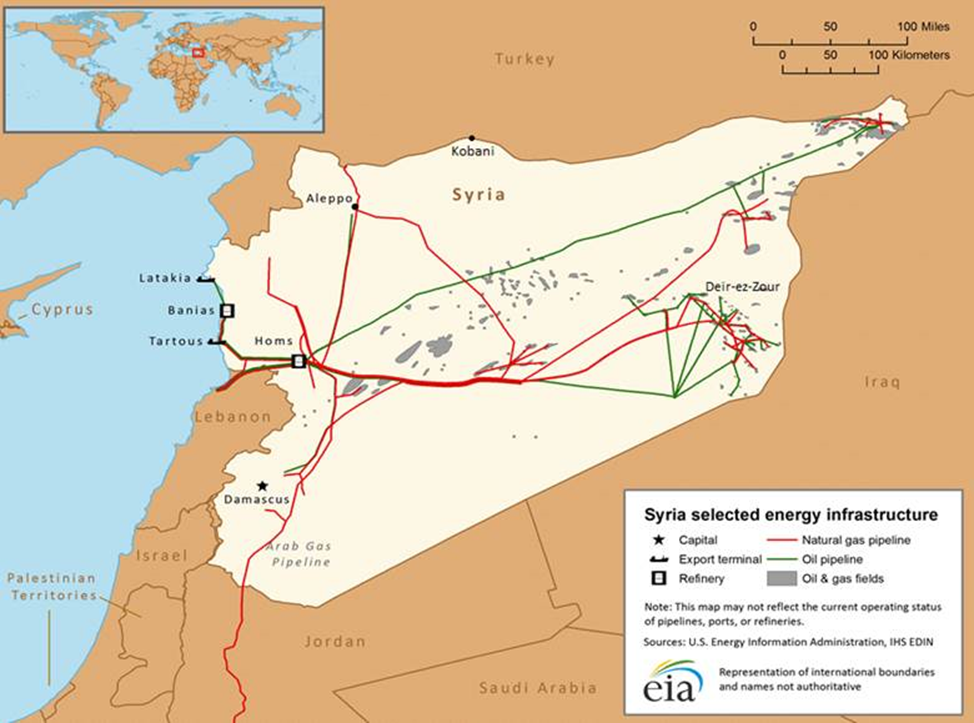 0 50 100 Miles
0 50 100 Kilometers
Turkey
Kobani
Aleppo
Syria
Latakia
Deir-ez-Zour
Cyprus
Banias
Tartous
Homs
Iraq
Lebanon
Damascus
Arab Gas
Pipeline
Israel
Palestinian
Territories
Jordan
Saudi Arabia
Syria selected energy infrastructure
Capital
Natural gas pipeline
Export terminal
Oil pipeline
Refinery
Oil & gas fields
Note: This map may not reflect the current operating status
of pipelines, ports, or refineries.
Sources: U.S. Energy Information Administration, IHS EDIN
eia
Representation of international boundaries
and names not authoritative